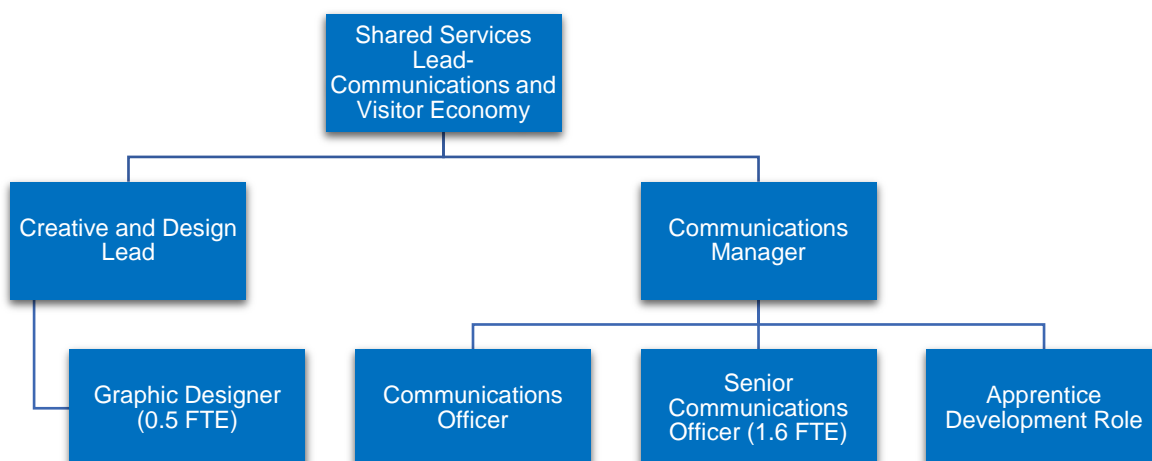 Shared Services
Lead-
Communications and
Visitor Economy
Creative and Design
Lead
Communications
Manager
Graphic Designer
(0.5 FTE)
Communications
Officer
Senior
Communications
Officer (1.6 FTE)
Apprentice
Development Role